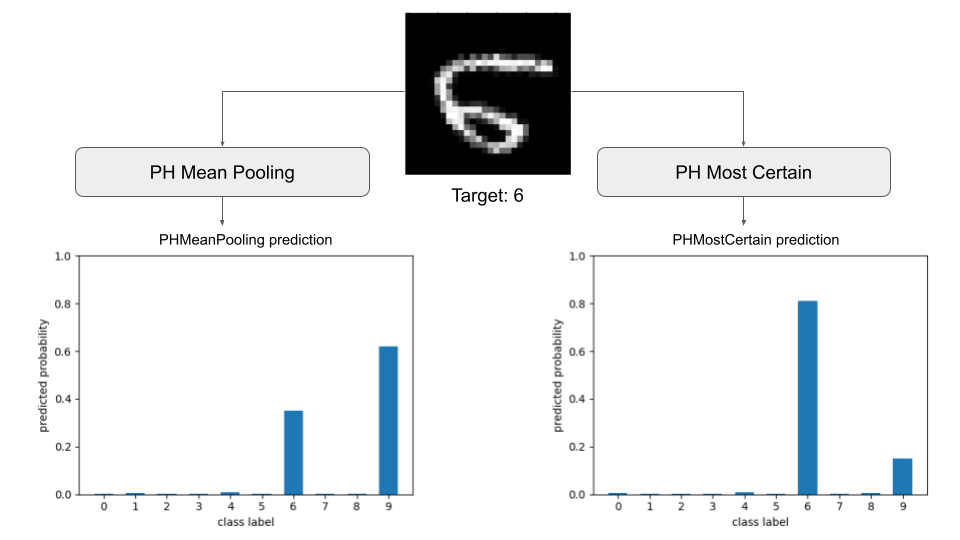 PH Mean Pooling
PH Most Certain
Target: 6
PHMeanPooling prediction
1.0
0.8
0.6
0.4
0.2
0.0
predicted probability
0 1 2 3 4 5 6 7 8 9
class label
PHMostCertain prediction
1.0
0.8
0.6
0.4
0.2
0.0
predicted probability
0 1 2 3 4 5 6 7 8 9
class label